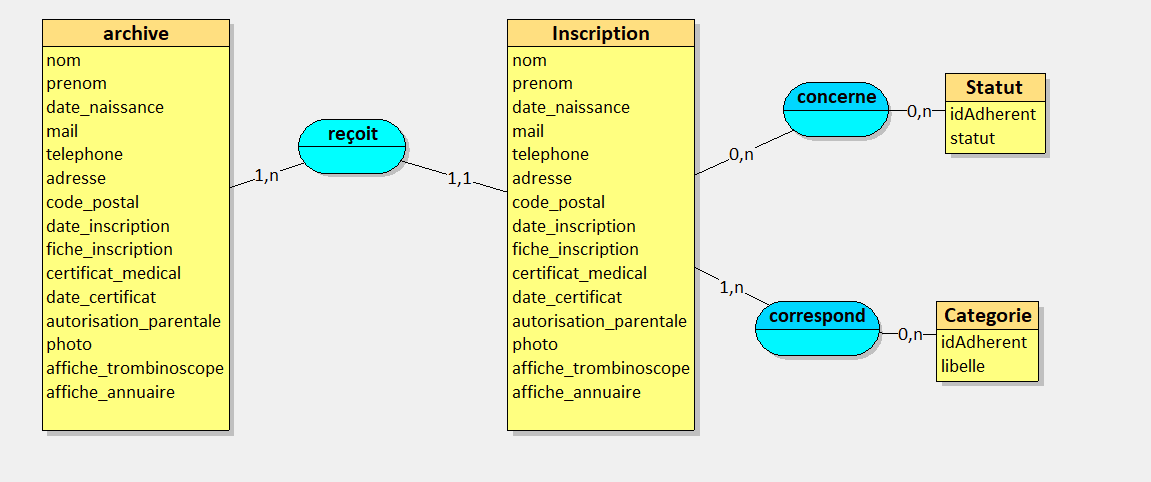 archive
nom
prenom
date_naissance
mail
telephone
adresse
code_postal
date_inscription
fiche_inscription
certificat_medical
date_certificat
autorisation_parentale
photo
affiche_trombinoscope
affiche_annuaire
1,n
reçoit
1,1
Inscription
nom
prenom
date_naissance
mail
telephone
adresse
code_postal
date_inscription
fiche_inscription
certificat_medical
date_certificat
autorisation_parentale
photo
affiche_trombinoscope
affiche_annuaire
0,n
concerne
0,n
Statut
idAdherent
statut
1,n
correspond
0,n
Categorie
idAdherent
libelle